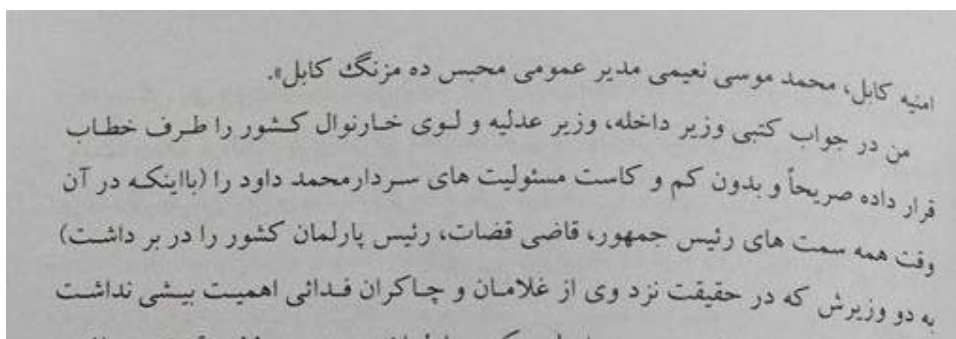 امنیه کابل، محمد موسی نعیمی مدیر عمومی محبس ده مزنگ کابل».
من در جواب کتبی وزیر داخله، وزیر عدلیه و لوی خارنوال کشور را طرف خطاب
قرار داده صریحاً و بدون کم و کاست مسئولیت های سردارمحمد داود را (بااینکه در آن
وقت همه سمت های رئیس جمهور، قاضی قضات، رئیس پارلمان کشور را در بر داشت)
به دو وزیرش که در حقیقت نزد وی از غلامان و چاکران فدائی اهمیت بیشی نداشت